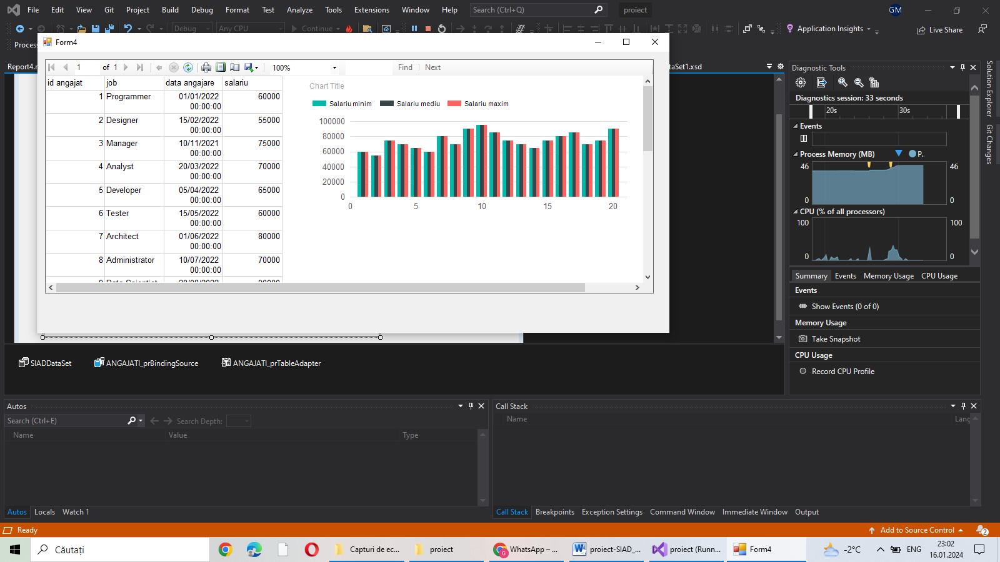 File Edit View Git Project Build Debug Format Test Analyze Tools Extensions Window Help Search (Ctrl+Q) proiect GM
Debug Any CPU Continue Application Insights Live Share
Process
Form4
Report4.r
aSet1.xsd
1 of 1 100% Find | Next
id angajat job data angajare salariu
1 Programmer 01/01/2022 00:00:00 60000
2 Designer 15/02/2022 00:00:00 55000
3 Manager 10/11/2021 00:00:00 75000
4 Analyst 20/03/2022 00:00:00 70000
5 Developer 05/04/2022 00:00:00 65000
6 Tester 15/05/2022 00:00:00 60000
7 Architect 01/06/2022 00:00:00 80000
8 Administrator 10/07/2022 00:00:00 70000
9 Data Scientist 20/08/2022 90000
Chart Title
Salariu minim Salariu mediu Salariu maxim
100000
80000
60000
40000
20000
0
0 5 10 15 20
SIADDataSet ANGAJATI_prBindingSource ANGAJATI_prTableAdapter
Diagnostic Tools
Diagnostics session: 33 seconds
20s 30s
Events
Process Memory (MB) P..
46 46
0 0
CPU (% of all processors)
100 100
0 0
Summary Events Memory Usage CPU Usage
Events
Show Events (0 of 0)
Memory Usage
Take Snapshot
CPU Usage
Record CPU Profile
Solution Explorer
Git Changes
Autos
Search (Ctrl+E) Search Depth:
Name Value Type
Autos Locals Watch 1
Call Stack
Name Lang
Call Stack Breakpoints Exception Settings Command Window Immediate Window Output
Ready Add to Source Control 2
Căutați Capturi de ec... proiect WhatsApp – ... proiect-SIAD_... proiect (Runn... Form4 -2°C ENG 23:02
16.01.2024